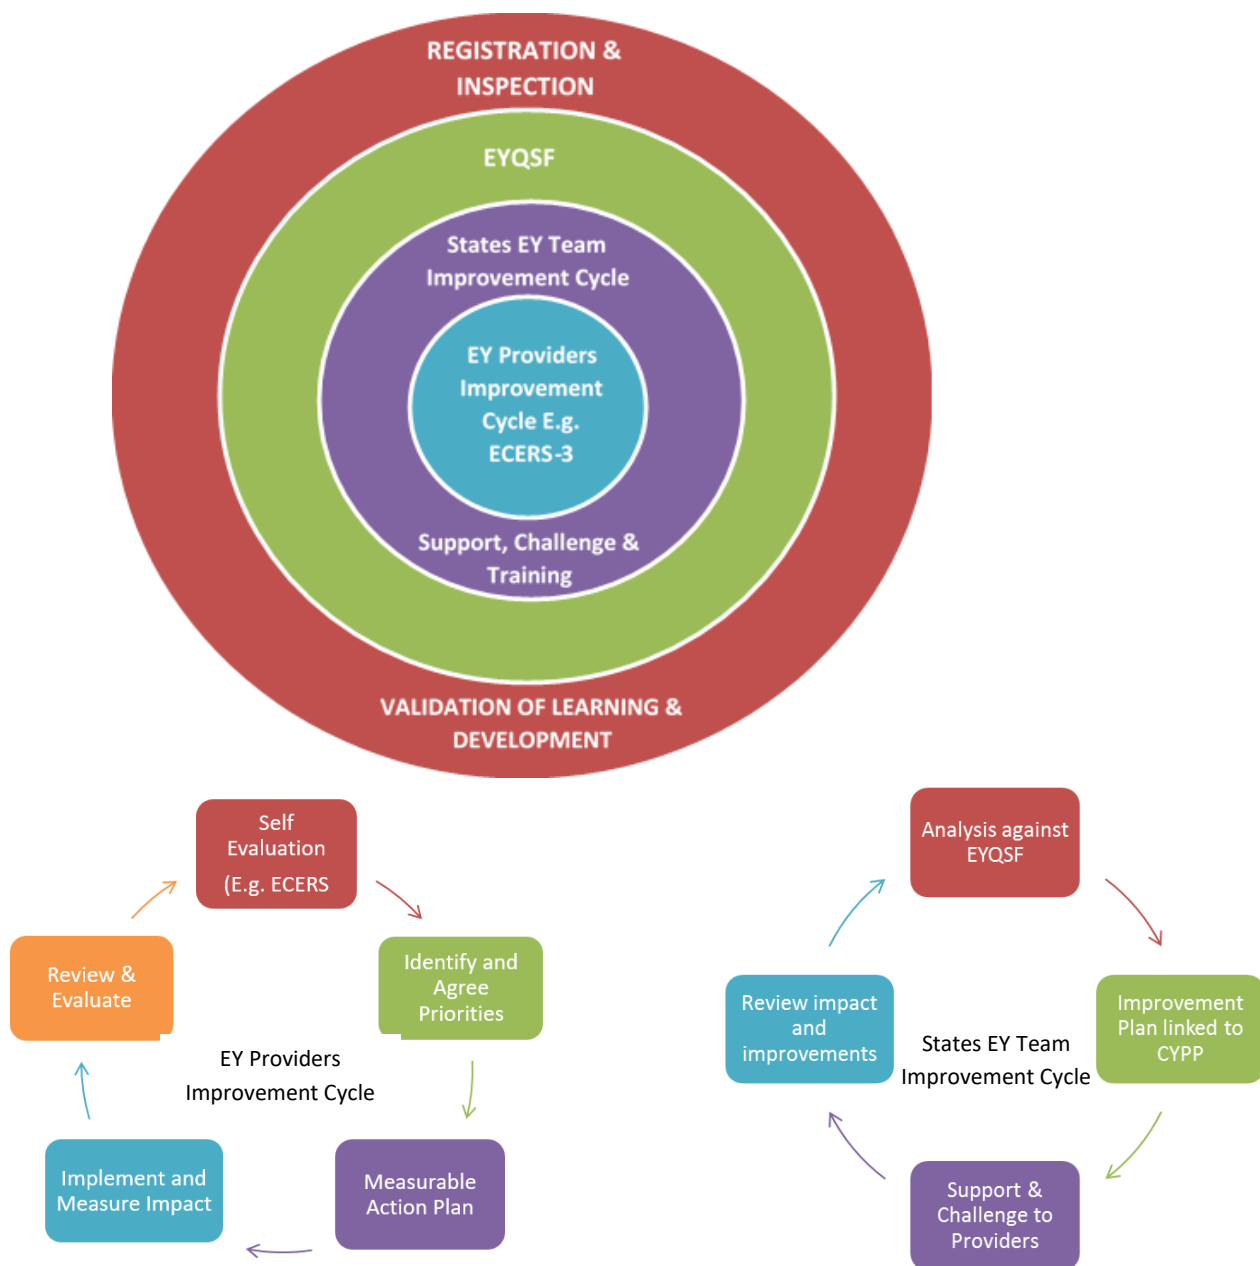 REGISTRATION &
INSPECTION
EYQSF
States EY Team
Improvement Cycle
EY Providers
Improvement
Cycle E.g.
ECERS-3
Support, Challenge &
Training
VALIDATION OF LEARNING &
DEVELOPMENT
Self
Evaluation
(E.g. ECERS
Identify and
Agree
Priorities
Measurable
Action Plan
Implement and
Measure Impact
Review &
Evaluate
EY Providers
Improvement Cycle
Analysis against
EYQSF
Improvement
Plan linked to
CYPP
Support &
Challenge to
Providers
Review impact
and
improvements
States EY Team
Improvement Cycle